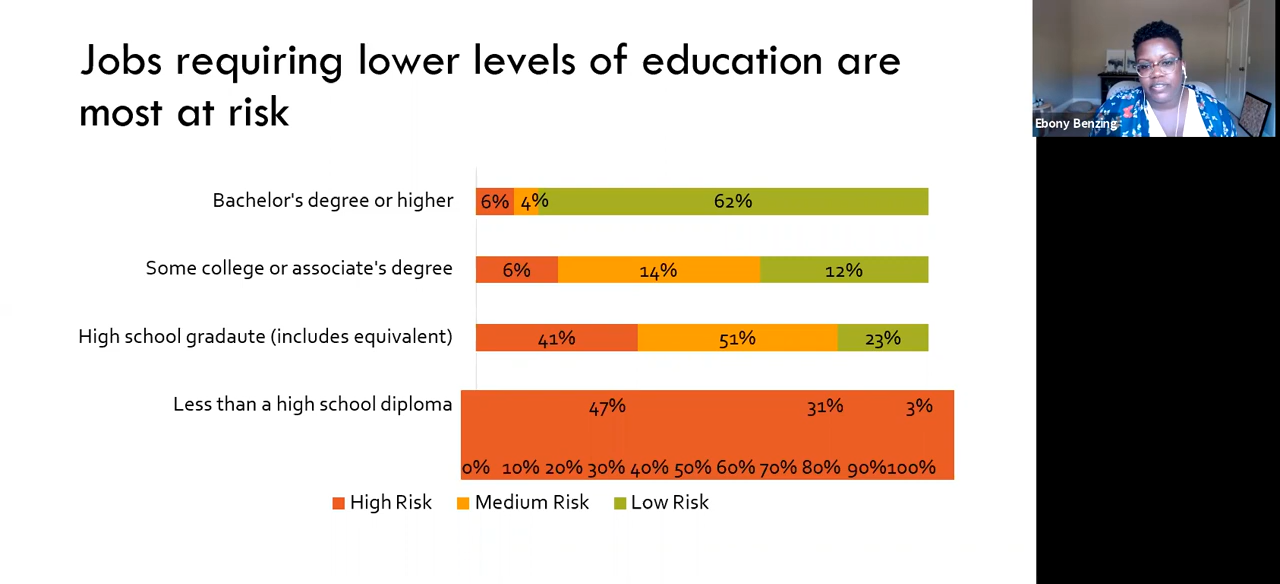 Jobs requiring lower levels of education are
most at risk
Ebony Benzing
Bachelor's degree or higher 6% 4% 62%
Some college or associate's degree 6% 14% 12%
High school gradaute (includes equivalent) 41% 51% 23%
Less than a high school diploma 47% 31% 3%
0% 10% 20% 30% 40% 50% 60% 70% 80% 90% 100%
High Risk Medium Risk Low Risk